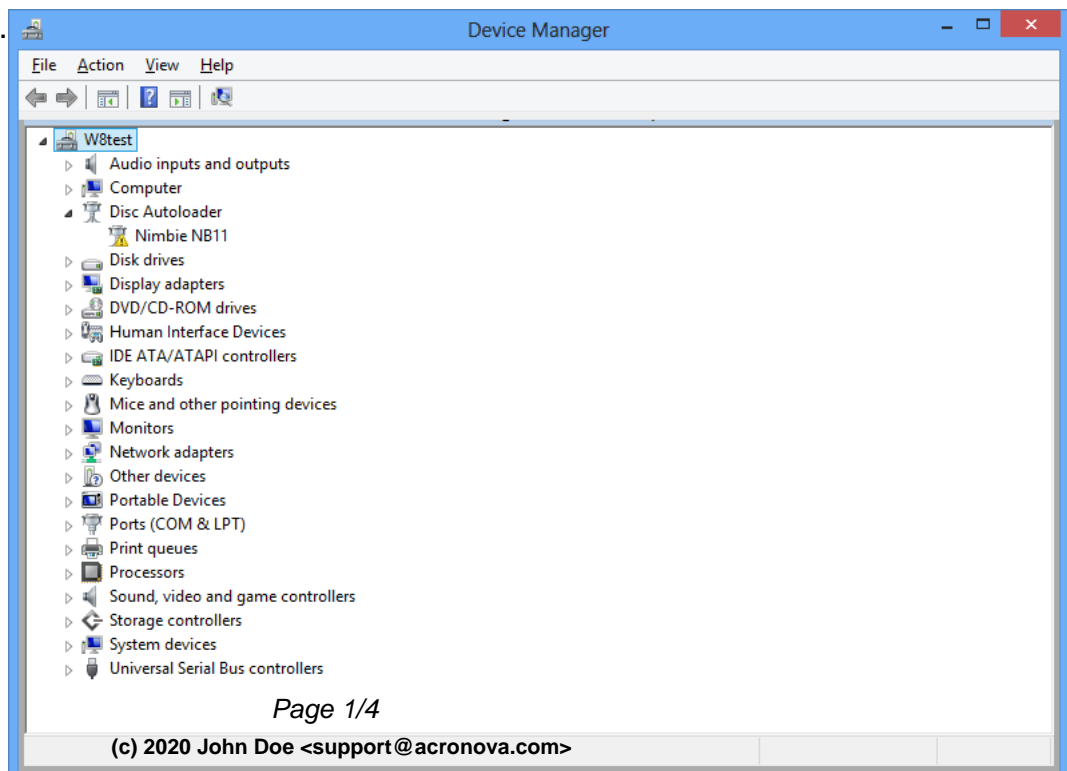 .
Device Manager
File Action View Help
W8test
Audio inputs and outputs
Computer
Disc Autoloader
Nimbie NB11
Disk drives
Display adapters
DVD/CD-ROM drives
Human Interface Devices
IDE ATA/ATAPI controllers
Keyboards
Mice and other pointing devices
Monitors
Network adapters
Other devices
Portable Devices
Ports (COM & LPT)
Print queues
Processors
Sound, video and game controllers
Storage controllers
System devices
Universal Serial Bus controllers
Page 1/4
(c) 2020 John Doe <support@acronova.com>